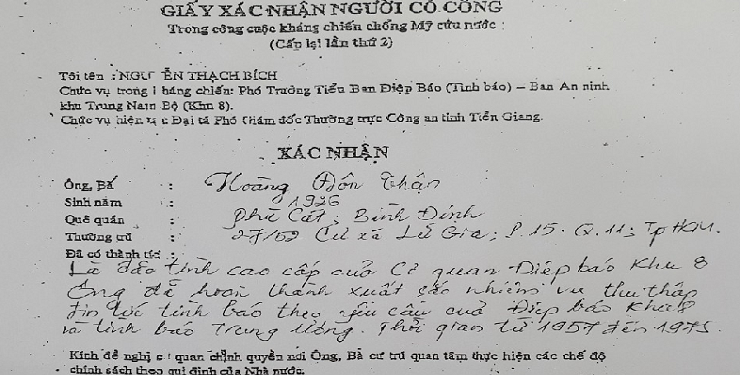 GIẤY XÁC NHẬN NGƯỜI CÓ CÔNG
Trong công cuộc kháng chiến chống Mỹ cứu nước :
(Cấp lại lần thứ 2)
Tôi tên : NGUYỄN THẠCH BÍCH
Chức vụ trong kháng chiến: Phó Trưởng Tiểu Ban Điệp Báo (Tình báo) – Ban An ninh
khu Trung Nam Bộ (Khu 8).
Chức vụ hiện Đại tá Phó Giám đốc Thường trực Công an tỉnh Tiền Giang.
XÁC NHẬN
Ông, Bà : Hoàng Đôn Thận
Sinh năm : 1926
Quê quán : Phù Cát, Bình Định
Thường trú : 27/52 Cư xá Lữ Gia; P.15. Q.11; Tp HCM.
Đã có thành tích :
Là cao cấp của Cơ quan Điệp báo Khu 8
Ông đã hoàn thành xuất sắc nhiệm vụ thu thập
tin tức tình báo theo yêu cầu của Điệp báo Khu 8
và tình báo Trung ương. Thời gian từ 1957 đến 1975.
Kính đề nghị cơ quan chính quyền nơi Ông, Bà cư trú quan tâm thực hiện các chế độ
chính sách theo qui định của Nhà nước.